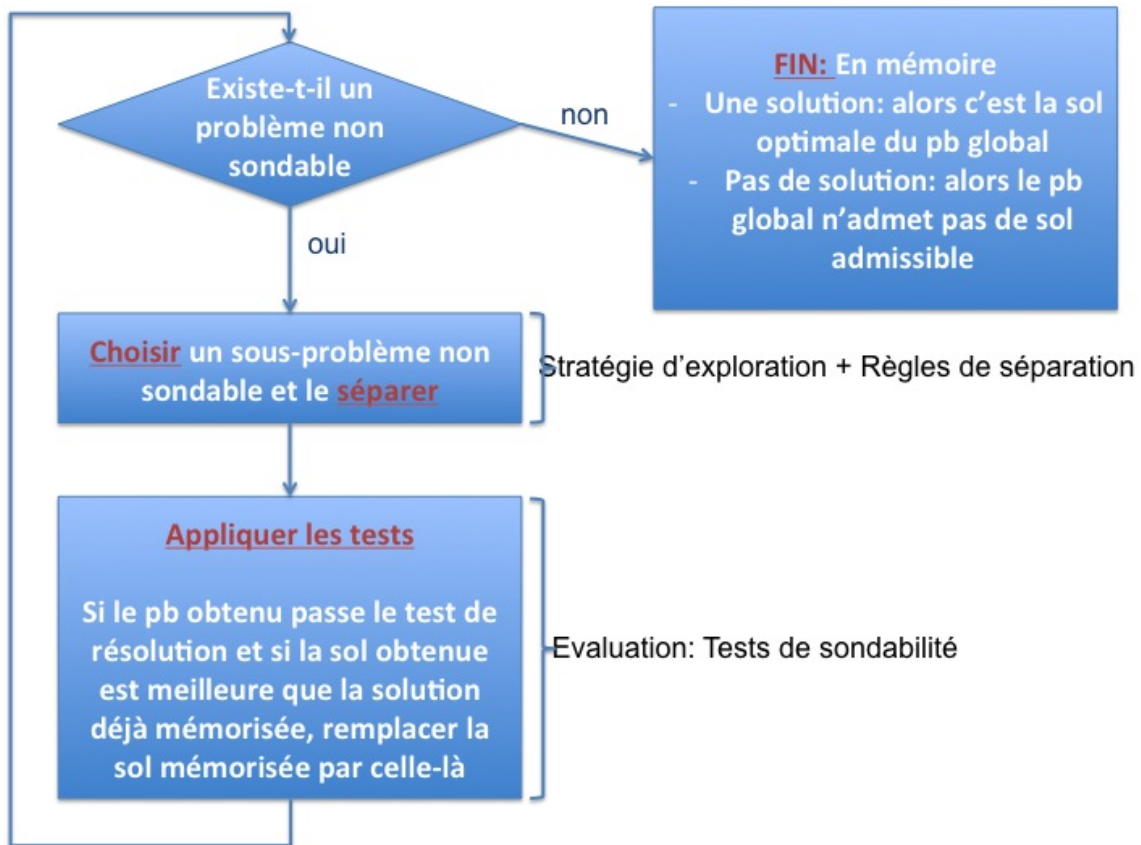 Existe-t-il un
problème non
sondable
non
FIN: En mémoire
- Une solution: alors c'est la sol
optimale du pb global
- Pas de solution: alors le pb
global n'admet pas de sol
admissible
oui
Choisir un sous-problème non
sondable et le séparer
Stratégie d'exploration + Règles de séparation
Appliquer les tests
Si le pb obtenu passe le test de
résolution et si la sol obtenue
est meilleure que la solution
déjà mémorisée, remplacer la
sol mémorisée par celle-là
Evaluation: Tests de sondabilité